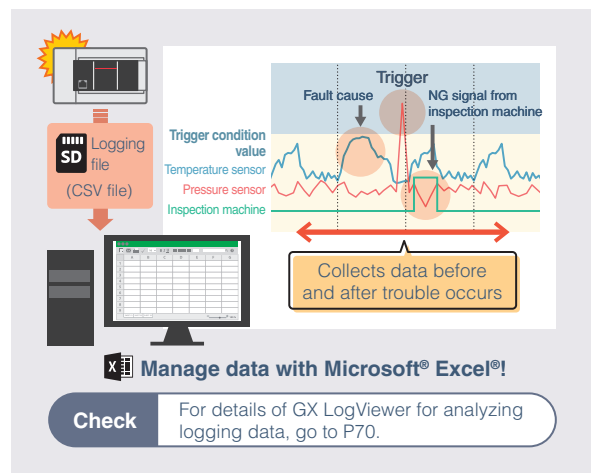 Trigger
Fault cause
NG signal from
inspection machine
SD
Logging
file
(CSV file)
Trigger condition
value
Temperature sensor
Pressure sensor
Inspection machine
Collects data before
and after trouble occurs
X Manage data with Microsoft® Excel®!
Check
For details of GX LogViewer for analyzing
logging data, go to P70.